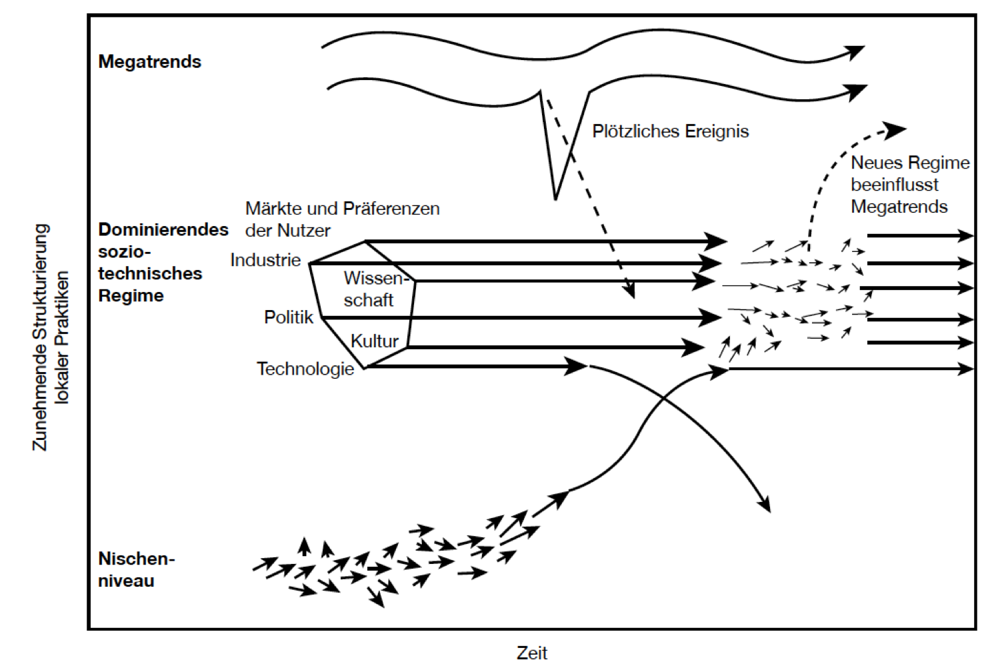 Megatrends
Plötzliches Ereignis
Neues Regime
beeinflusst
Megatrends
Märkte und Präferenzen
der Nutzer
Dominierendes
sozio-
technisches
Regime
Industrie
Wissen-
schaft
Politik
Kultur
Technologie
Zunehmende Strukturierung
lokaler Praktiken
Nischen-
niveau
Zeit